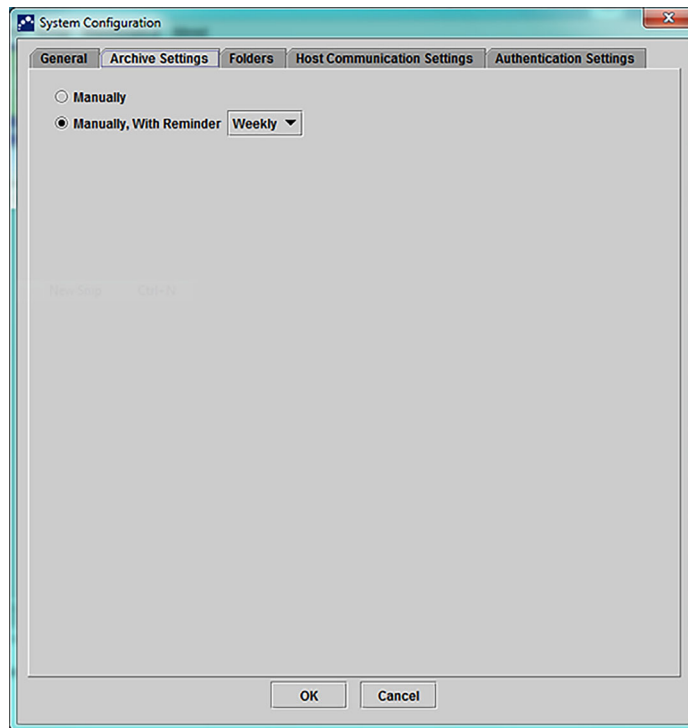 System Configuration
General Archive Settings Folders Host Communication Settings Authentication Settings
Manually
Manually, With Reminder Weekly
OK Cancel